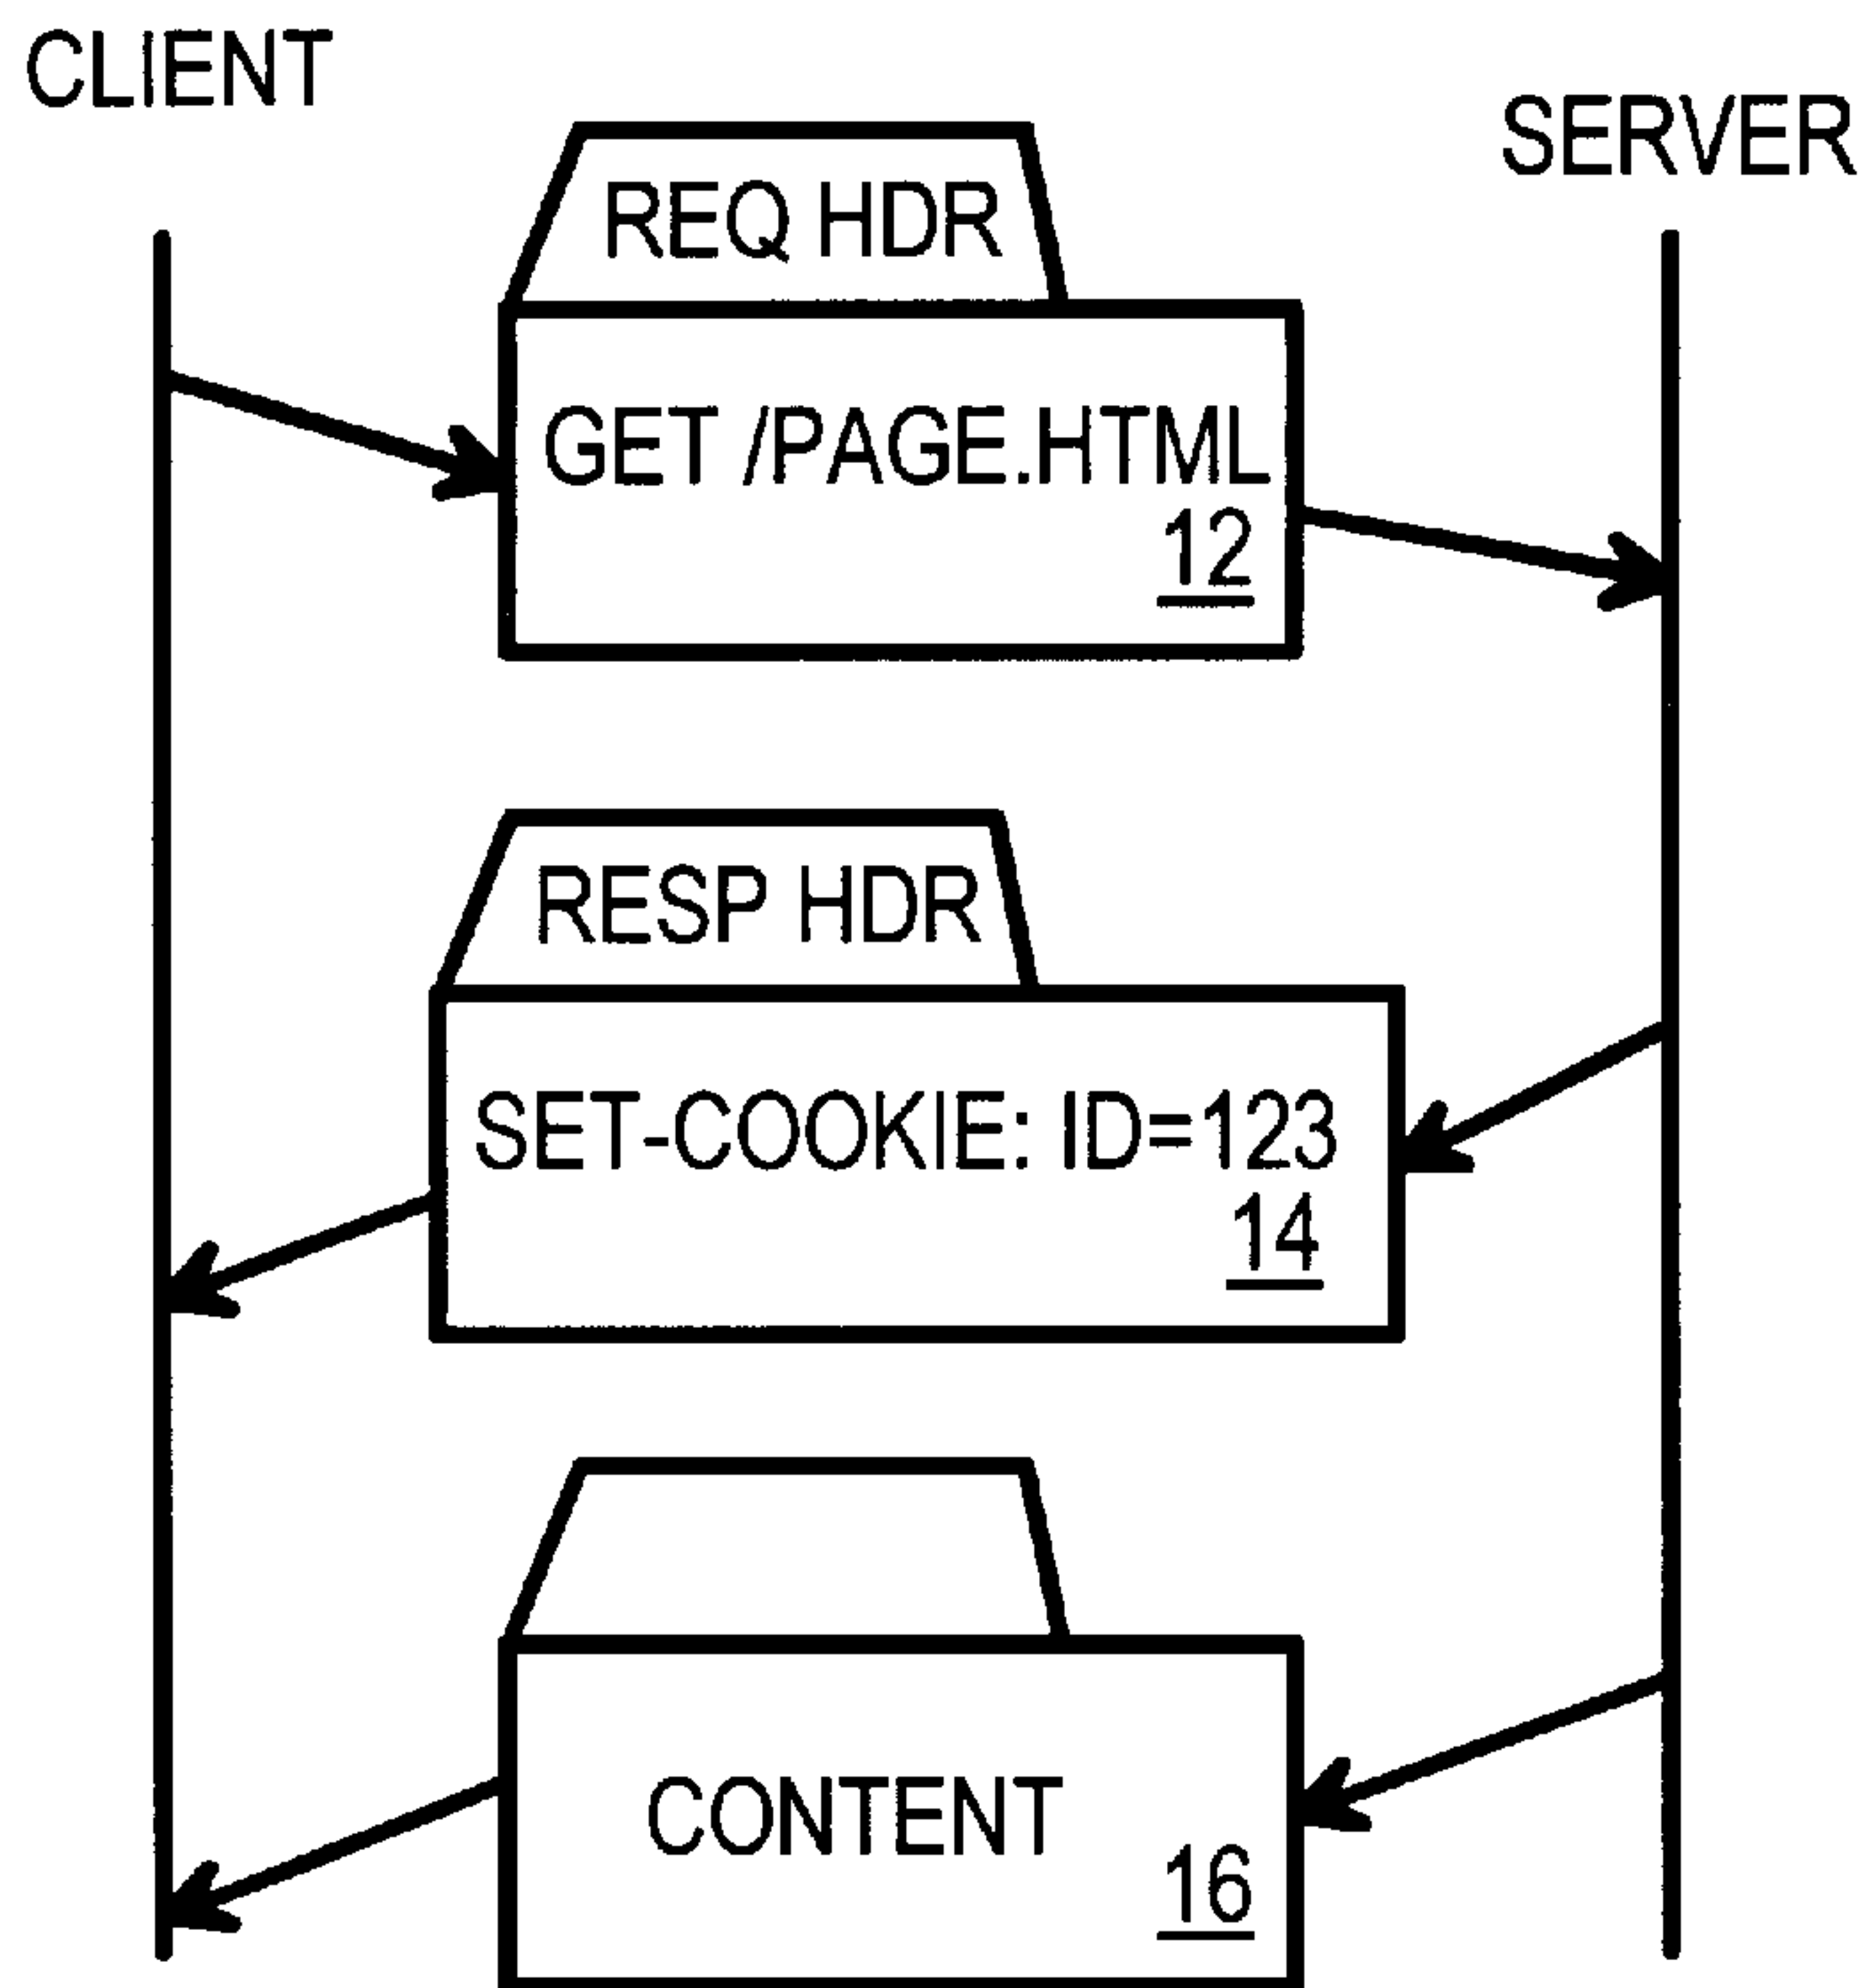 CLIENT
SERVER
REQ HDR
GET /PAGE.HTML
12
RESP HDR
SET-COOKIE: ID=123
14
CONTENT
16